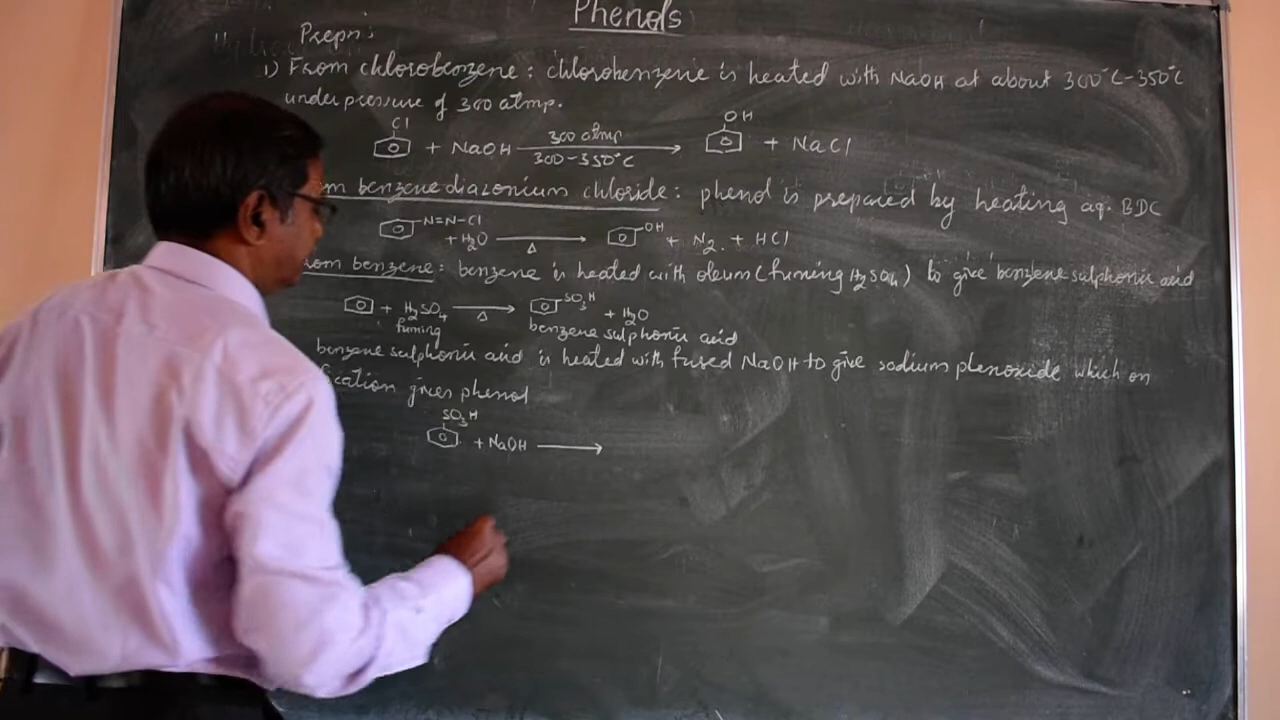 Phenols
Prepn:
1) From chlorobenzene: chlorobenzene is heated with NaOH at about 300°C-350°C
under pressure of 300 atmp.
Cl
OH
+ NaOH 300 atmp
300-350°C
+ NaCl
om benzene diazonium chloride: phenol is prepared by heating aq. BDC
N=N-Cl
+ H2O Δ OH + N2 + HCl
om benzene: benzene is heated with oleum (fuming H2SO4) to give benzene sulphonic acid
+ H2SO4 Δ SO3H + H2O
fuming
benzene sulphonic acid
benzene sulphonic acid is heated with fused NaOH to give sodium phenoxide which on
fication gives phenol
SO3H
+ NaOH